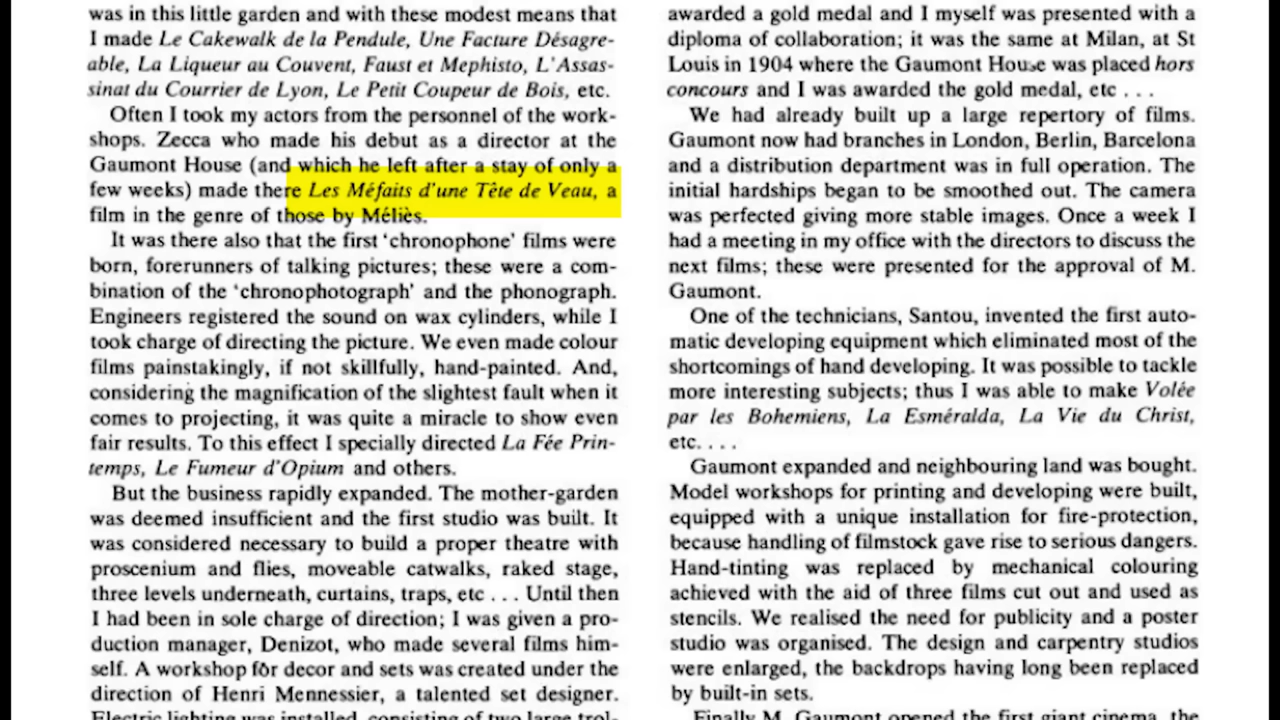 was in this little garden and with these modest means that
I made Le Cakewalk de la Pendule, Une Facture Désagre-
able, La Liqueur au Couvent, Faust et Mephisto, L'Assas-
sinat du Courrier de Lyon, Le Petit Coupeur de Bois, etc.
Often I took my actors from the personnel of the work-
shops. Zecca who made his debut as a director at the
Gaumont House (and which he left after a stay of only a
few weeks) made there Les Méfaits d'une Tête de Veau, a
film in the genre of those by Méliès.
It was there also that the first 'chronophone' films were
born, forerunners of talking pictures; these were a com-
bination of the 'chronophotograph' and the phonograph.
Engineers registered the sound on wax cylinders, while I
took charge of directing the picture. We even made colour
films painstakingly, if not skillfully, hand-painted. And,
considering the magnification of the slightest fault when it
comes to projecting, it was quite a miracle to show even
fair results. To this effect I specially directed La Fée Prin-
temps, Le Fumeur d'Opium and others.
But the business rapidly expanded. The mother-garden
was deemed insufficient and the first studio was built. It
was considered necessary to build a proper theatre with
proscenium and flies, moveable catwalks, raked stage,
three levels underneath, curtains, traps, etc . . . Until then
I had been in sole charge of direction; I was given a pro-
duction manager, Denizot, who made several films him-
self. A workshop for decor and sets was created under the
direction of Henri Mennessier, a talented set designer.
Electric lighting was installed, consisting of two large trol-
awarded a gold medal and I myself was presented with a
diploma of collaboration; it was the same at Milan, at St
Louis in 1904 where the Gaumont House was placed hors
concours and I was awarded the gold medal, etc . . .
We had already built up a large repertory of films.
Gaumont now had branches in London, Berlin, Barcelona
and a distribution department was in full operation. The
initial hardships began to be smoothed out. The camera
was perfected giving more stable images. Once a week I
had a meeting in my office with the directors to discuss the
next films; these were presented for the approval of M.
Gaumont.
One of the technicians, Santou, invented the first auto-
matic developing equipment which eliminated most of the
shortcomings of hand developing. It was possible to tackle
more interesting subjects; thus I was able to make Volée
par les Bohemiens, La Esméralda, La Vie du Christ,
etc. . . .
Gaumont expanded and neighbouring land was bought.
Model workshops for printing and developing were built,
equipped with a unique installation for fire-protection,
because handling of filmstock gave rise to serious dangers.
Hand-tinting was replaced by mechanical colouring
achieved with the aid of three films cut out and used as
stencils. We realised the need for publicity and a poster
studio was organised. The design and carpentry studios
were enlarged, the backdrops having long been replaced
by built-in sets.
Finally M. Gaumont opened the first giant cinema, the